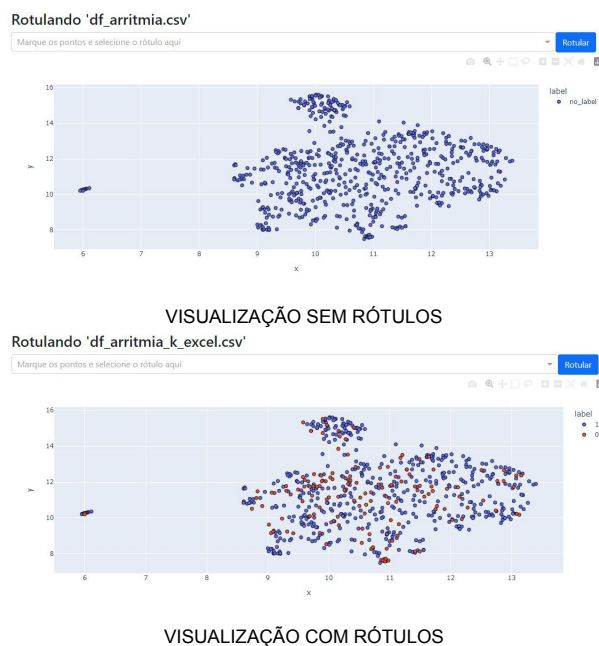 Rotulando 'df_arritmia.csv'
Marque os pontos e selecione o rótulo aqui
Rotular
16
label
no_label
14
12
y
10
8
6
7
8
9
10
11
12
13
x
VISUALIZAÇÃO SEM RÓTULOS
Rotulando 'df_arritmia_k_excel.csv'
Marque os pontos e selecione o rótulo aqui
Rotular
16
label
1
0
14
12
y
10
8
6
7
8
9
10
11
12
13
x
VISUALIZAÇÃO COM RÓTULOS